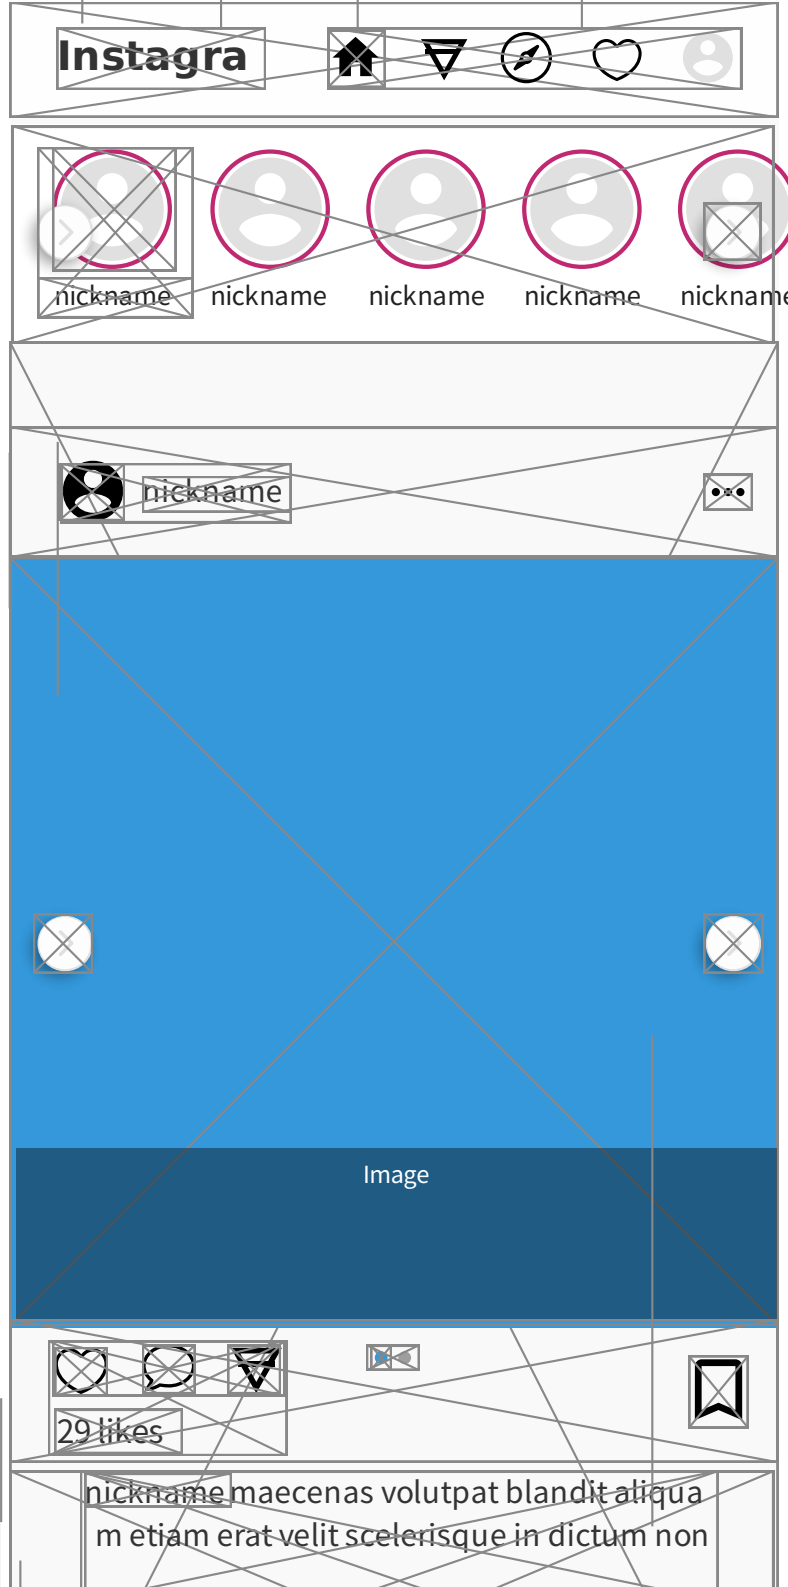 Instagra
nickname nickname nickname nickname nickname
nickname
Image
29 likes
nickname maecenas volutpat blandit aliqua
m etiam erat velit scelerisque in dictum non